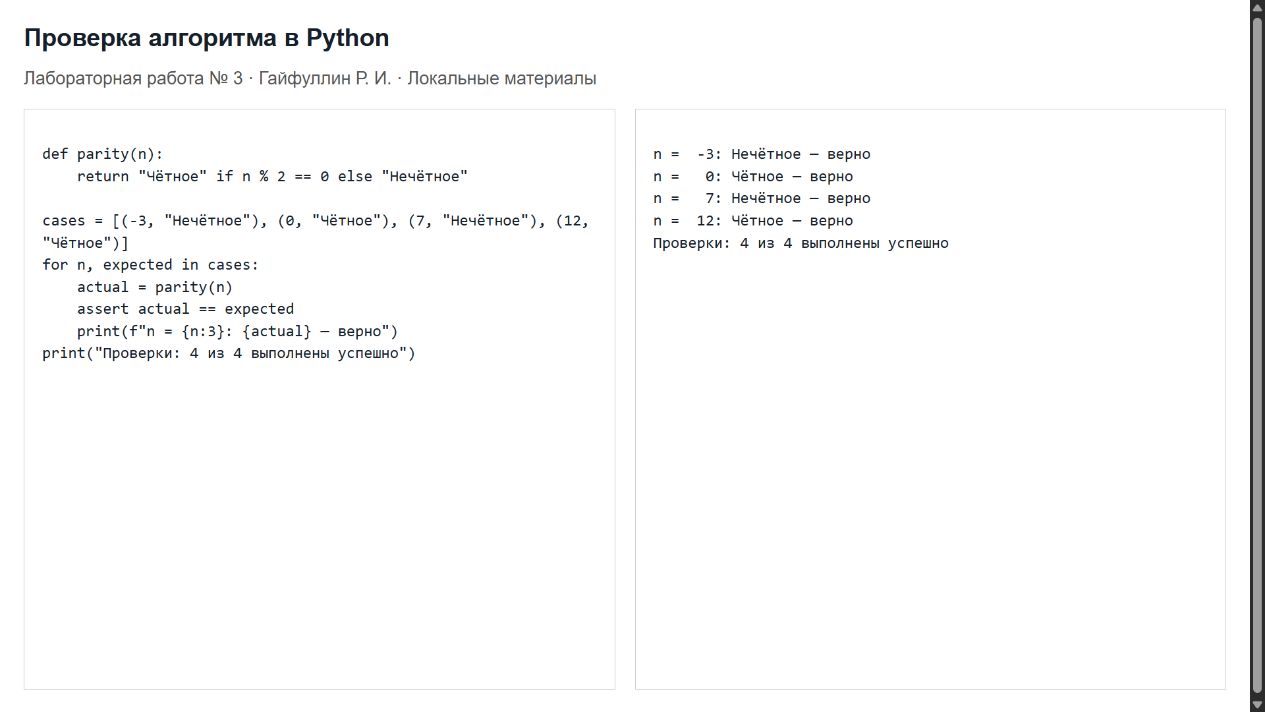 Проверка алгоритма в Python
Лабораторная работа № 3 · Гайфуллин Р. И. · Локальные материалы
def parity(n):
    return "Чётное" if n % 2 == 0 else "Нечётное"
cases = [(-3, "Нечётное"), (0, "Чётное"), (7, "Нечётное"), (12,
"Чётное")]
for n, expected in cases:
    actual = parity(n)
    assert actual == expected
    print(f"n = {n:3}: {actual} — верно")
print("Проверки: 4 из 4 выполнены успешно")
n =  -3: Нечётное — верно
n =   0: Чётное — верно
n =   7: Нечётное — верно
n =  12: Чётное — верно
Проверки: 4 из 4 выполнены успешно